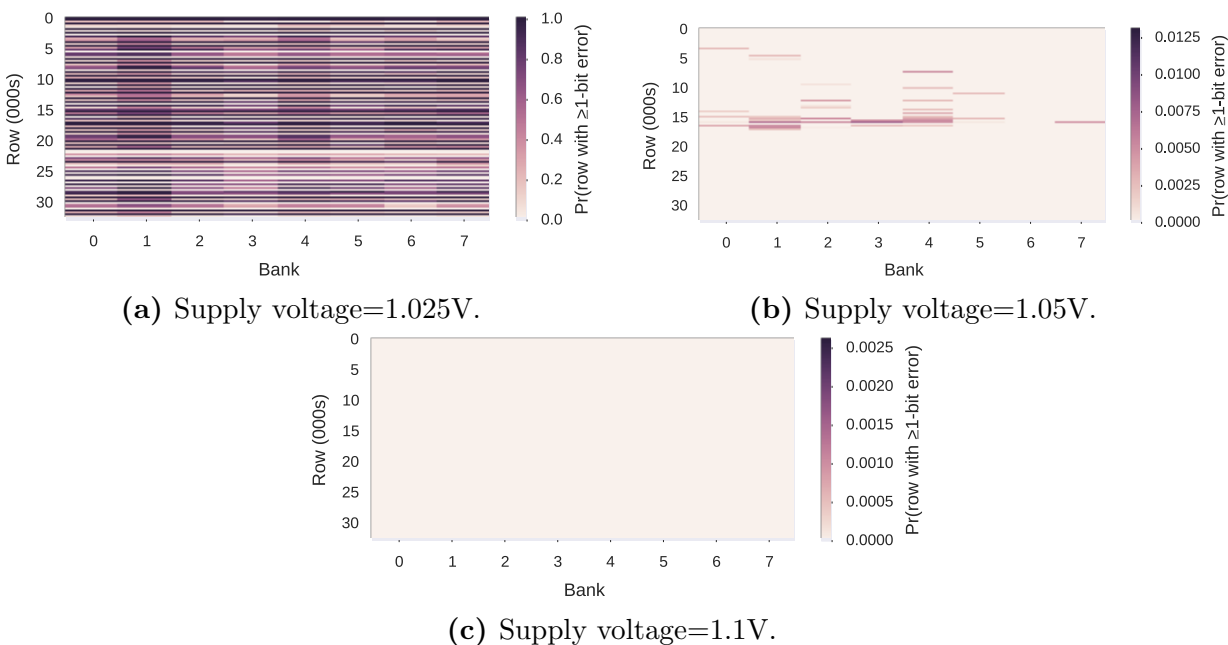 0
5
10
15
20
25
30
Row (000s)
0 1 2 3 4 5 6 7
Bank
1.0
0.8
0.6
0.4
0.2
0.0
Pr(row with ≥1-bit error)
(a) Supply voltage=1.025V.
0
5
10
15
20
25
30
Row (000s)
0 1 2 3 4 5 6 7
Bank
0.0125
0.0100
0.0075
0.0050
0.0025
0.0000
Pr(row with ≥1-bit error)
(b) Supply voltage=1.05V.
0
5
10
15
20
25
30
Row (000s)
0 1 2 3 4 5 6 7
Bank
0.0025
0.0020
0.0015
0.0010
0.0005
0.0000
Pr(row with ≥1-bit error)
(c) Supply voltage=1.1V.